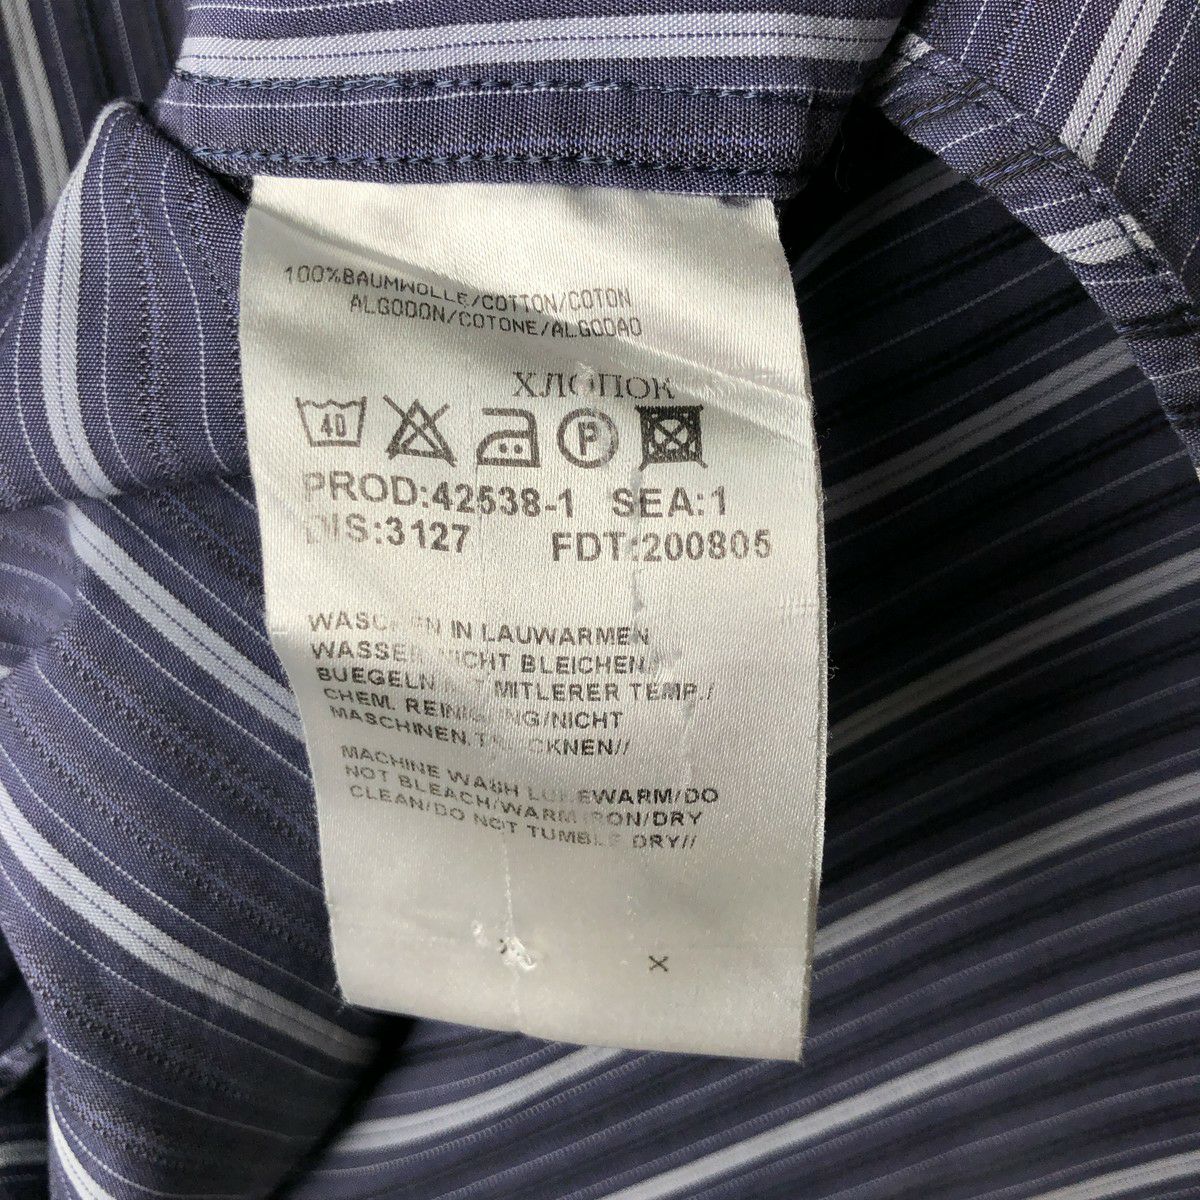 100%BAUMWOLLE/COTTON/COTON
ALGODON/COTONE/ALGODAO
ХЛОПОК
40 P
PROD:42538-1 SEA:1
DIS:3127 FDT:200805
WASCHEN IN LAUWARMEN
WASSER/NICHT BLEICHEN/
BUEGELN MIT MITLERER TEMP./
CHEM. REINIGUNG/NICHT
MASCHINEN.TROCKNEN//
MACHINE WASH LUKEWARM/DO
NOT BLEACH/WARM IRON/DRY
CLEAN/DO NOT TUMBLE DRY//
X